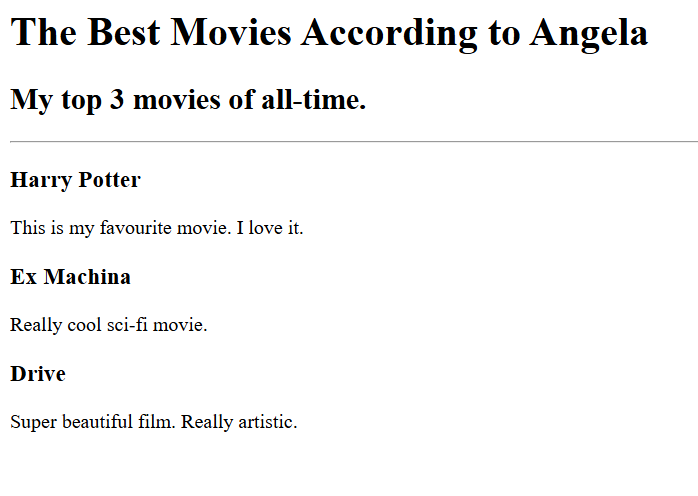 The Best Movies According to Angela
My top 3 movies of all-time.
Harry Potter
This is my favourite movie. I love it.
Ex Machina
Really cool sci-fi movie.
Drive
Super beautiful film. Really artistic.